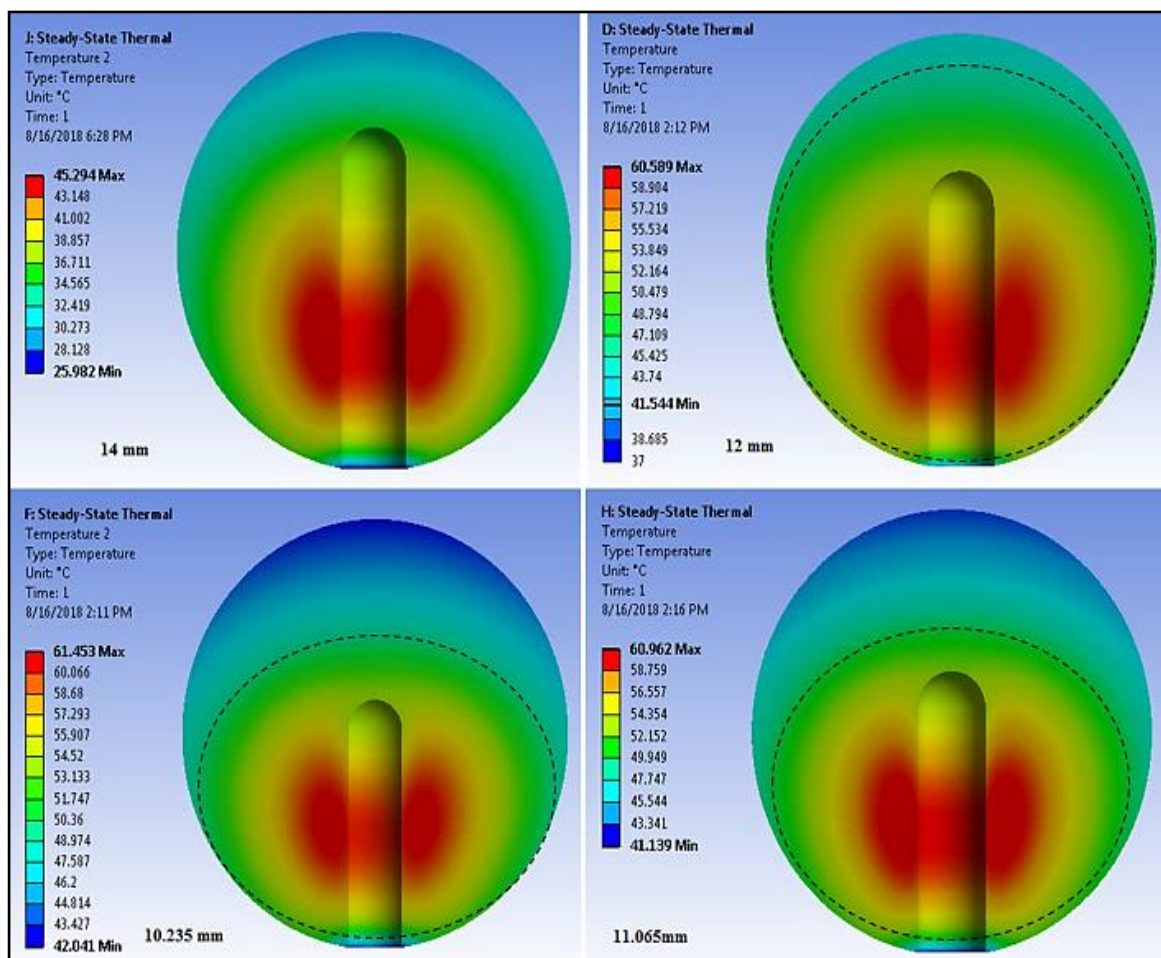 J: Steady-State Thermal
Temperature 2
Type: Temperature
Unit: °C
Time: 1
8/16/2018 6:28 PM
45.294 Max
43.148
41.002
38.857
36.711
34.565
32.419
30.273
28.128
25.982 Min
14 mm
D: Steady-State Thermal
Temperature
Type: Temperature
Unit: °C
Time: 1
8/16/2018 2:12 PM
60.589 Max
58.904
57.219
55.534
53.849
52.164
50.479
48.794
47.109
45.425
43.74
41.544 Min
38.685
37
12 mm
F: Steady-State Thermal
Temperature 2
Type: Temperature
Unit: °C
Time: 1
8/16/2018 2:11 PM
61.453 Max
60.066
58.68
57.293
55.907
54.52
53.133
51.747
50.36
48.974
47.587
46.2
44.814
43.427
42.041 Min
10.235 mm
H: Steady-State Thermal
Temperature
Type: Temperature
Unit: °C
Time: 1
8/16/2018 2:16 PM
60.962 Max
58.759
56.557
54.354
52.152
49.949
47.747
45.544
43.341
41.139 Min
11.065mm